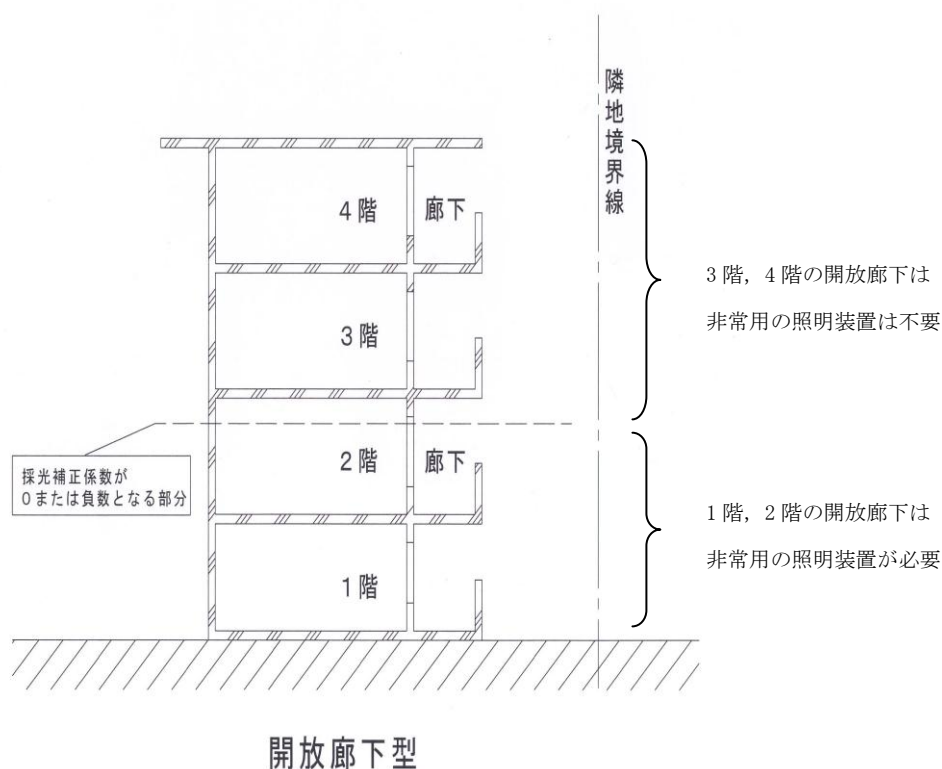 隣地境界線
4階
廊下
3階
3階，4階の開放廊下は
非常用の照明装置は不要
2階
廊下
採光補正係数が
0または負数となる部分
1階，2階の開放廊下は
非常用の照明装置が必要
1階
開放廊下型